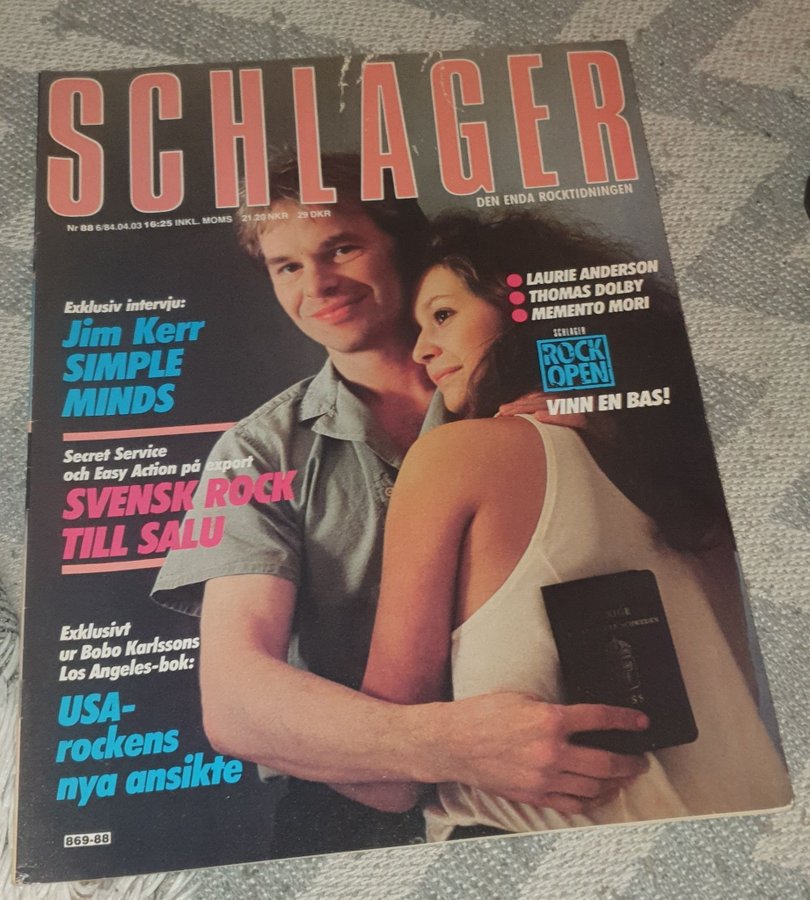 SCHLAGER
DEN ENDA ROCKTIDNINGEN
Nr 88 6/84.04.03 16:25 INKL. MOMS 21.20 NKR 29 DKR
Exklusiv intervju:
Jim Kerr
SIMPLE
MINDS
LAURIE ANDERSON
THOMAS DOLBY
MEMENTO MORI
SCHLAGER
ROCK
OPEN
VINN EN BAS!
Secret Service
och Easy Action på export
SVENSK ROCK
TILL SALU
Exklusivt
ur Bobo Karlssons
Los Angeles-bok:
USA-
rockens
nya ansikte
869-88